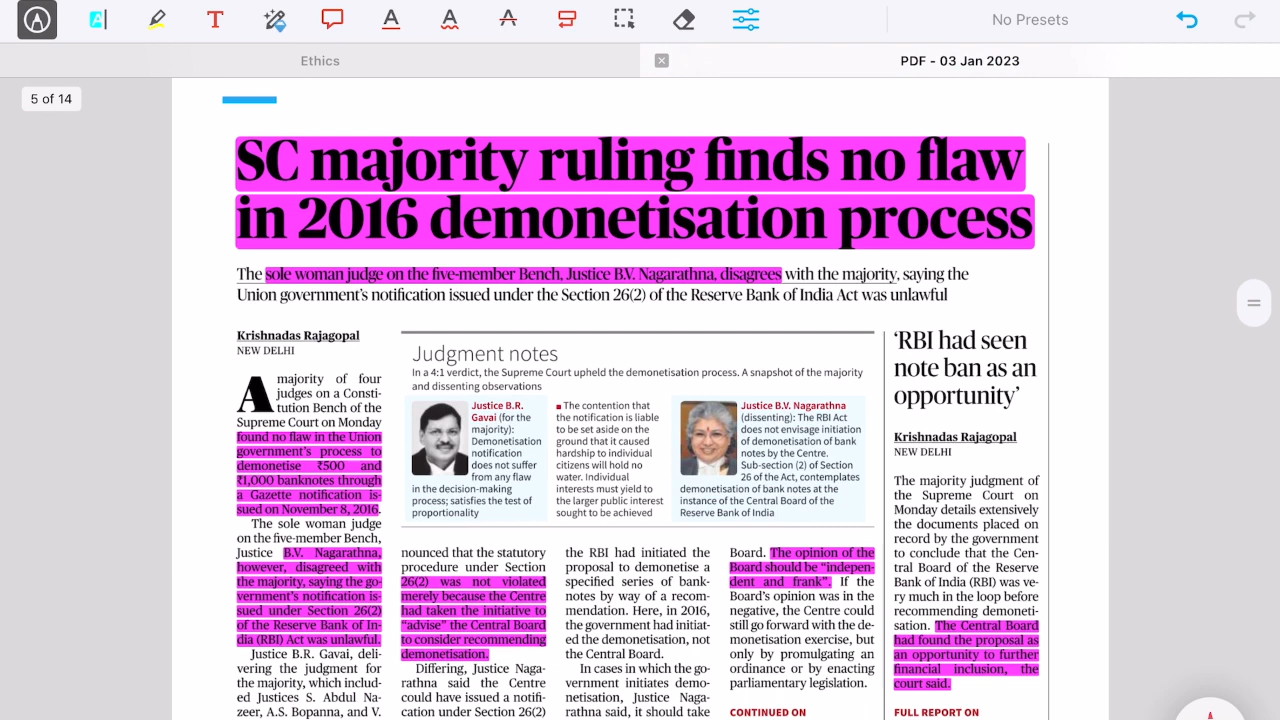 No Presets
Ethics
PDF - 03 Jan 2023
5 of 14
SC majority ruling finds no flaw
in 2016 demonetisation process
The sole woman judge on the five-member Bench, Justice B.V. Nagarathna, disagrees with the majority, saying the
Union government's notification issued under the Section 26(2) of the Reserve Bank of India Act was unlawful
Krishnadas Rajagopal
NEW DELHI
A majority of four
judges on a Consti-
tution Bench of the
Supreme Court on Monday
found no flaw in the Union
government's process to
demonetise ₹500 and
₹1,000 banknotes through
a Gazette notification is-
sued on November 8, 2016.
The sole woman judge
on the five-member Bench,
Justice B.V. Nagarathna,
however, disagreed with
the majority, saying the go-
vernment's notification is-
sued under Section 26(2)
of the Reserve Bank of In-
dia (RBI) Act was unlawful.
Justice B.R. Gavai, deli-
vering the judgment for
the majority, which includ-
ed Justices S. Abdul Na-
zeer, A.S. Bopanna, and V.
Judgment notes
In a 4:1 verdict, the Supreme Court upheld the demonetisation process. A snapshot of the majority
and dissenting observations
Justice B.R.
Gavai (for the
majority):
Demonetisation
notification
does not suffer
from any flaw
in the decision-making
process; satisfies the test of
proportionality
■ The contention that
the notification is liable
to be set aside on the
ground that it caused
hardship to individual
citizens will hold no
water. Individual
interests must yield to
the larger public interest
sought to be achieved
Justice B.V. Nagarathna
(dissenting): The RBI Act
does not envisage initiation
of demonetisation of bank
notes by the Centre.
Sub-section (2) of Section
26 of the Act, contemplates
demonetisation of bank notes at the
instance of the Central Board of the
Reserve Bank of India
nounced that the statutory
procedure under Section
26(2) was not violated
merely because the Centre
had taken the initiative to
"advise" the Central Board
to consider recommending
demonetisation.
Differing, Justice Naga-
rathna said the Centre
could have issued a notifi-
cation under Section 26(2)
the RBI had initiated the
proposal to demonetise a
specified series of bank-
notes by way of a recom-
mendation. Here, in 2016,
the government had initiat-
ed the demonetisation, not
the Central Board.
In cases in which the go-
vernment initiates demo-
netisation, Justice Naga-
rathna said, it should take
Board. The opinion of the
Board should be "indepen-
dent and frank". If the
Board's opinion was in the
negative, the Centre could
still go forward with the de-
monetisation exercise, but
only by promulgating an
ordinance or by enacting
parliamentary legislation.
CONTINUED ON
'RBI had seen
note ban as an
opportunity'
Krishnadas Rajagopal
NEW DELHI
The majority judgment of
the Supreme Court on
Monday details extensively
the documents placed on
record by the government
to conclude that the Cen-
tral Board of the Reserve
Bank of India (RBI) was ve-
ry much in the loop before
recommending demoneti-
sation. The Central Board
had found the proposal as
an opportunity to further
financial inclusion, the
court said.
FULL REPORT ON